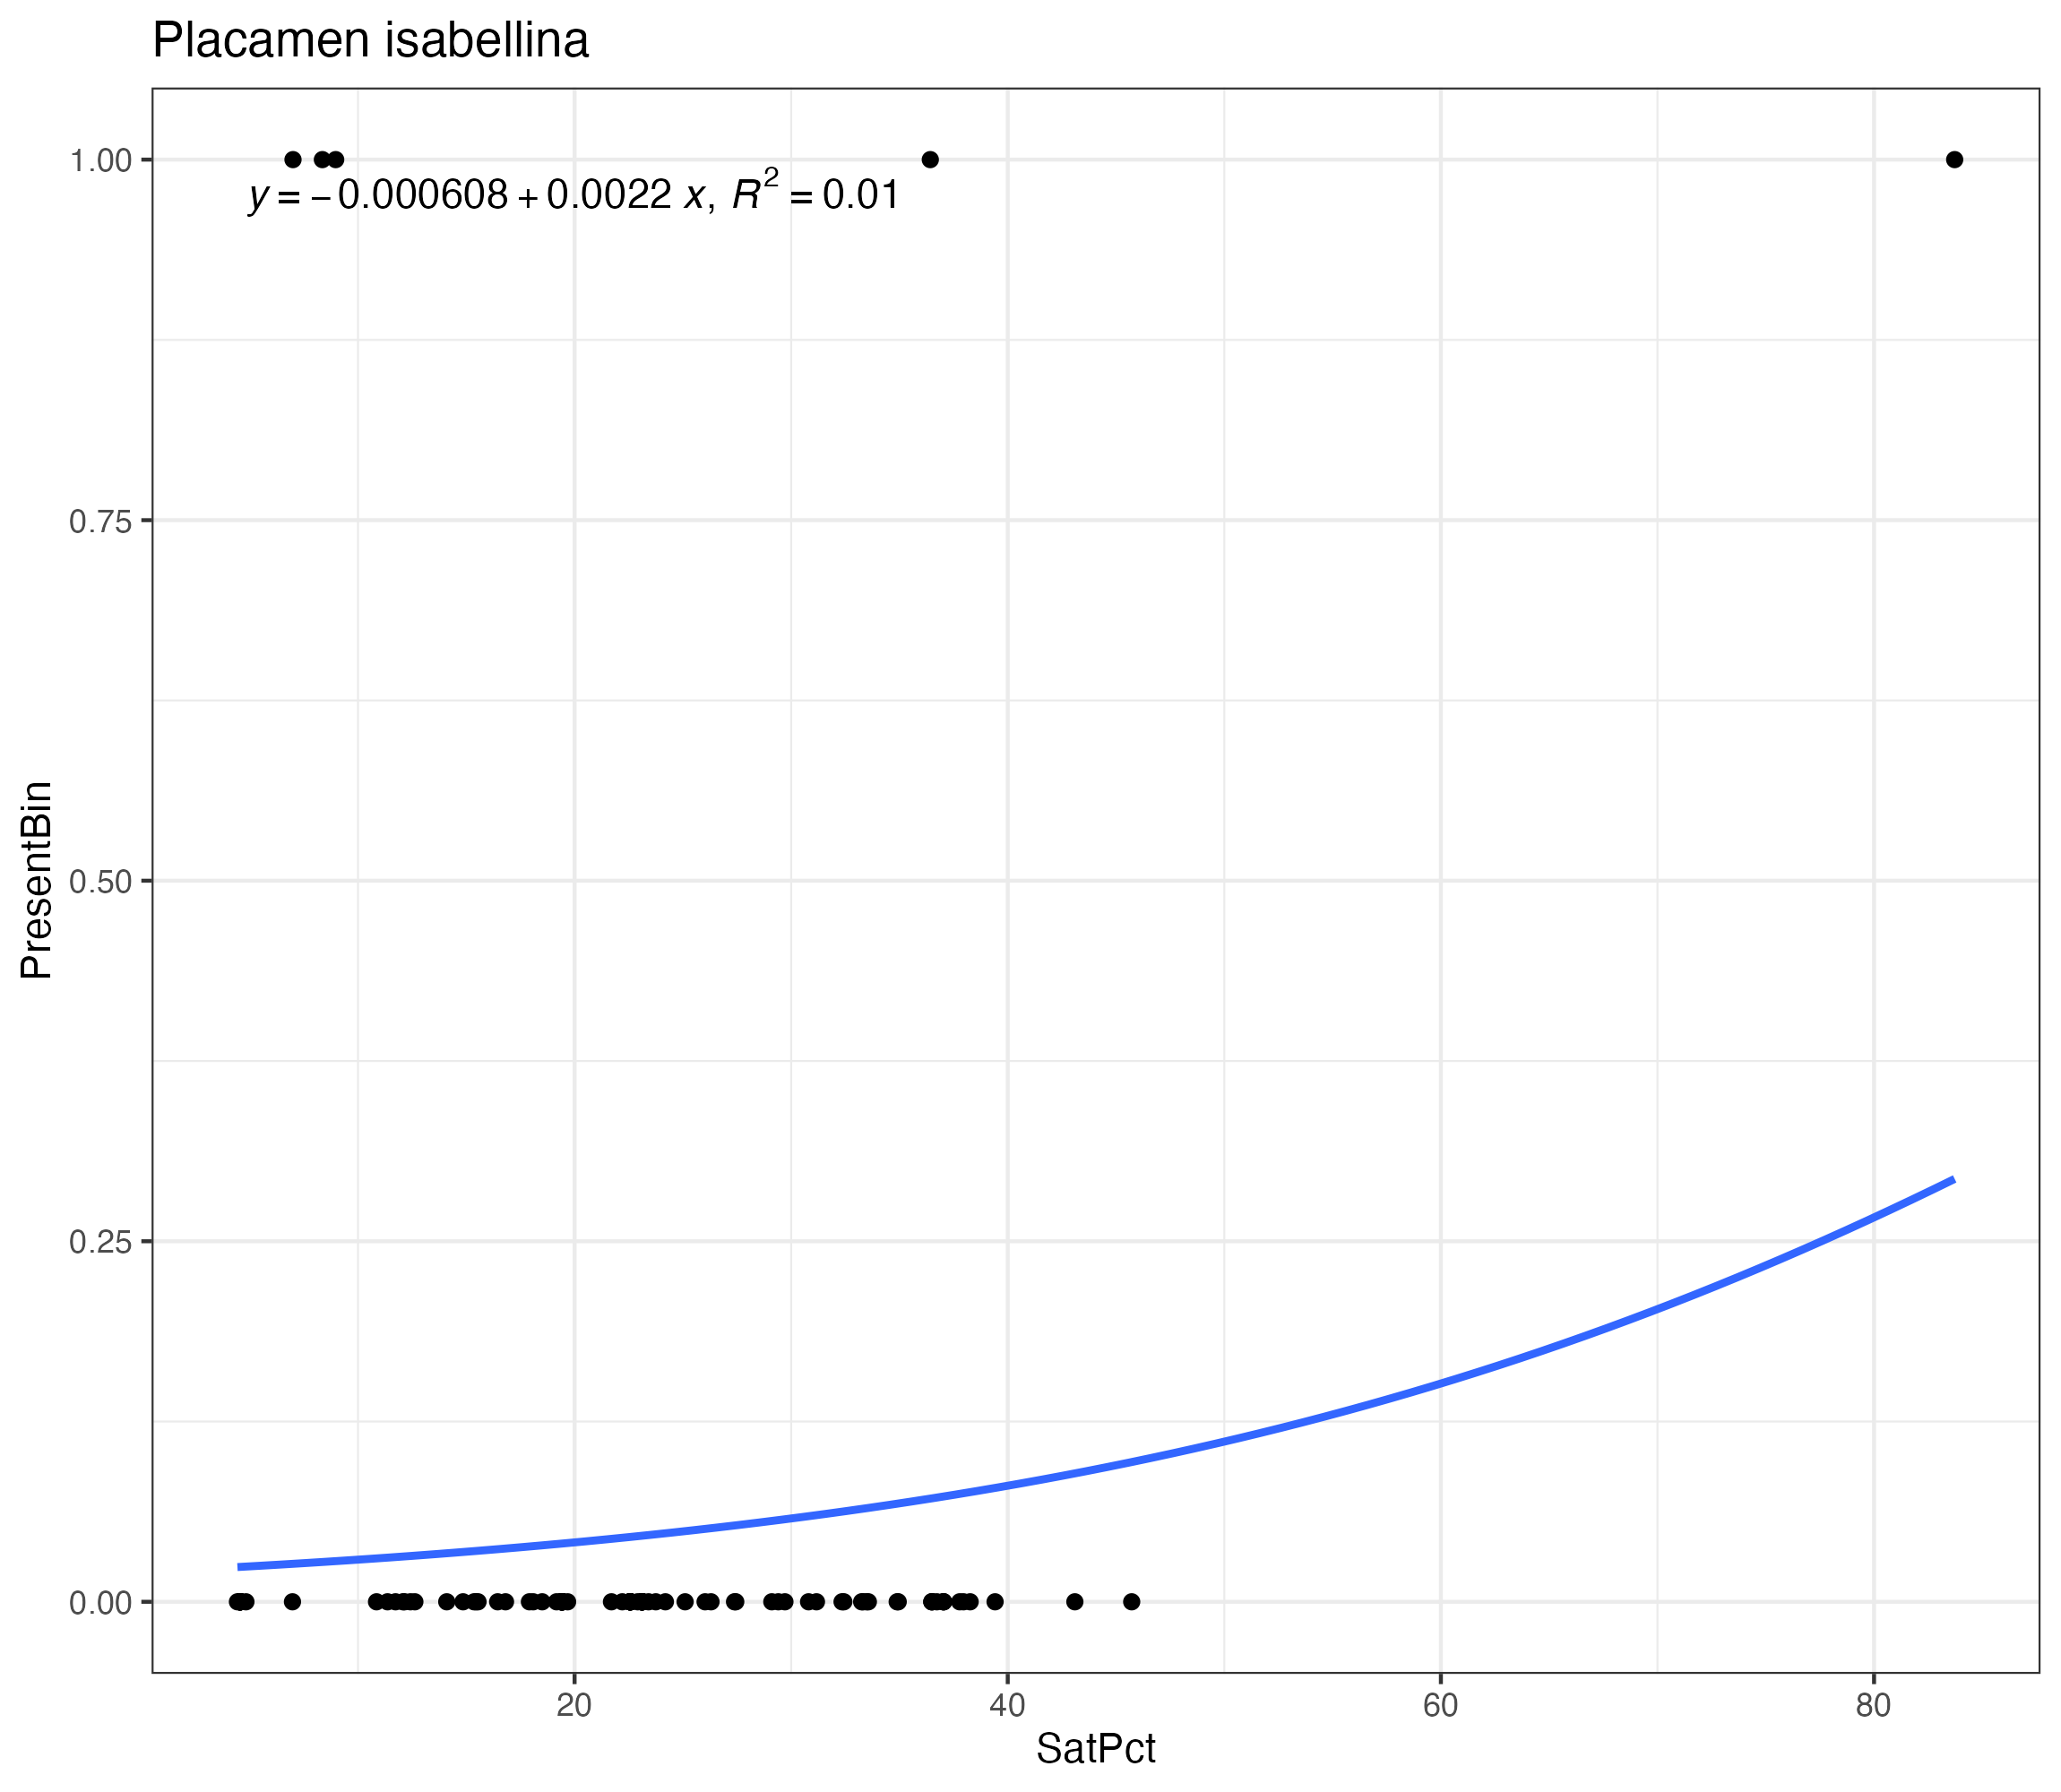 Placamen isabellina
y = −0.000608 + 0.0022 x, R² = 0.01
1.00
0.75
0.50
0.25
0.00
PresentBin
20 40 60 80
SatPct